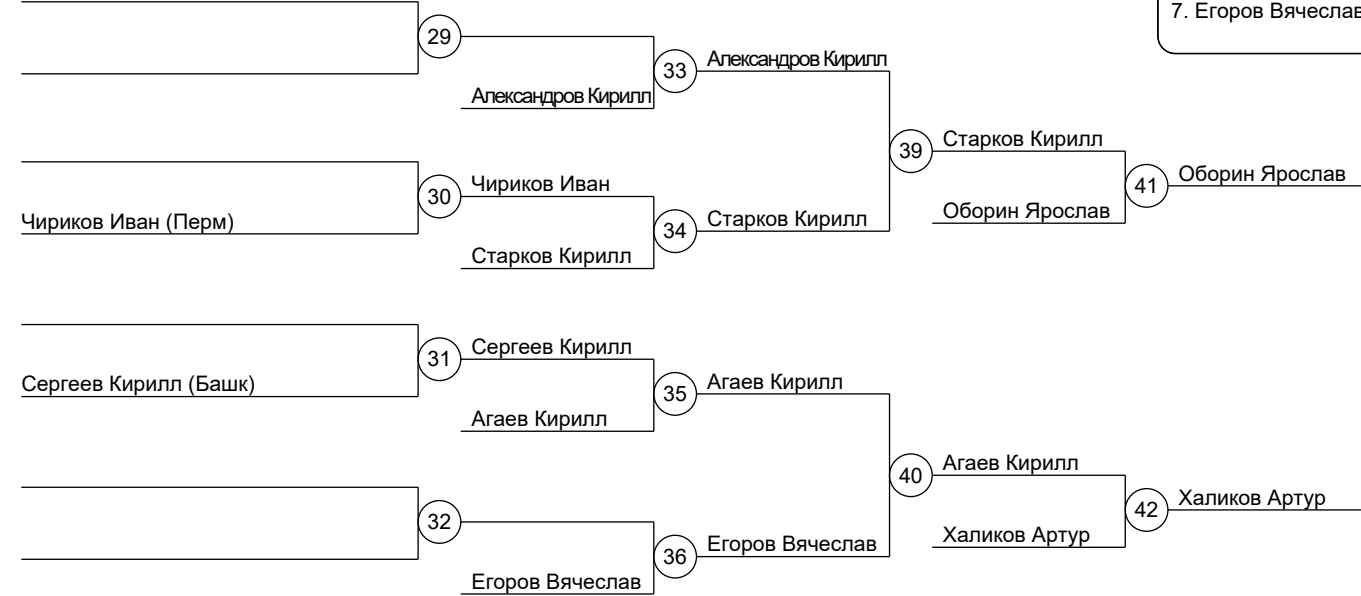 7. Егоров Вячеслав
29
33
Александров Кирилл
Александров Кирилл
39
Старков Кирилл
30
Чириков Иван
41
Оборин Ярослав
Чириков Иван (Перм)
34
Старков Кирилл
Оборин Ярослав
Старков Кирилл
31
Сергеев Кирилл
Сергеев Кирилл (Башк)
35
Агаев Кирилл
Агаев Кирилл
40
Агаев Кирилл
32
42
Халиков Артур
36
Егоров Вячеслав
Халиков Артур
Егоров Вячеслав